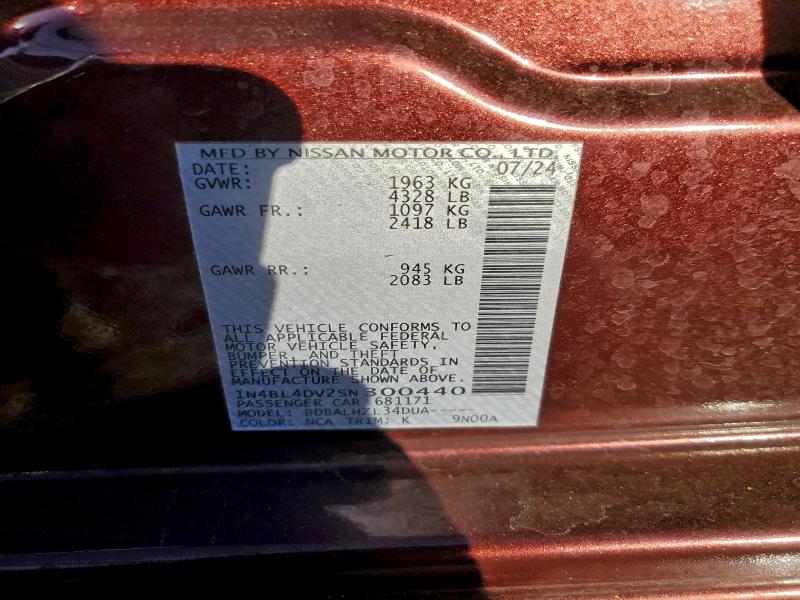 MFD BY NISSAN MOTOR CO., LTD.
DATE: 07/24
GVWR: 1963 KG
4328 LB
GAWR FR.: 1097 KG
2418 LB
GAWR RR.: 945 KG
2083 LB
THIS VEHICLE CONFORMS TO
ALL APPLICABLE FEDERAL
MOTOR VEHICLE SAFETY,
BUMPER, AND THEFT
PREVENTION STANDARDS IN
EFFECT ON THE DATE OF
MANUFACTURE SHOWN ABOVE.
1N4BL4DV2SN300440
PASSENGER CAR 681171
MODEL: BDBALHZL34DUA-----
COLOR: NCA TRIM: K 9N00A